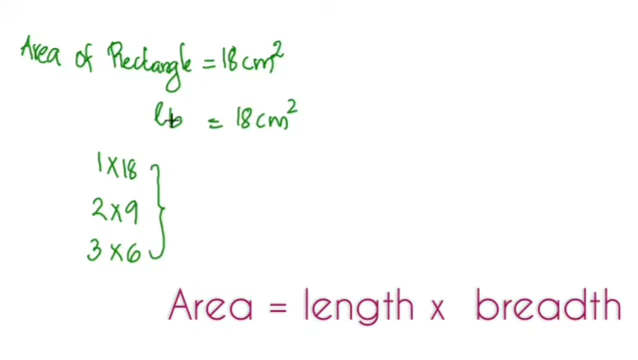 Area of Rectangle = 18 cm²
lb = 18 cm²
1 × 18
2 × 9
3 × 6
Area = length x breadth